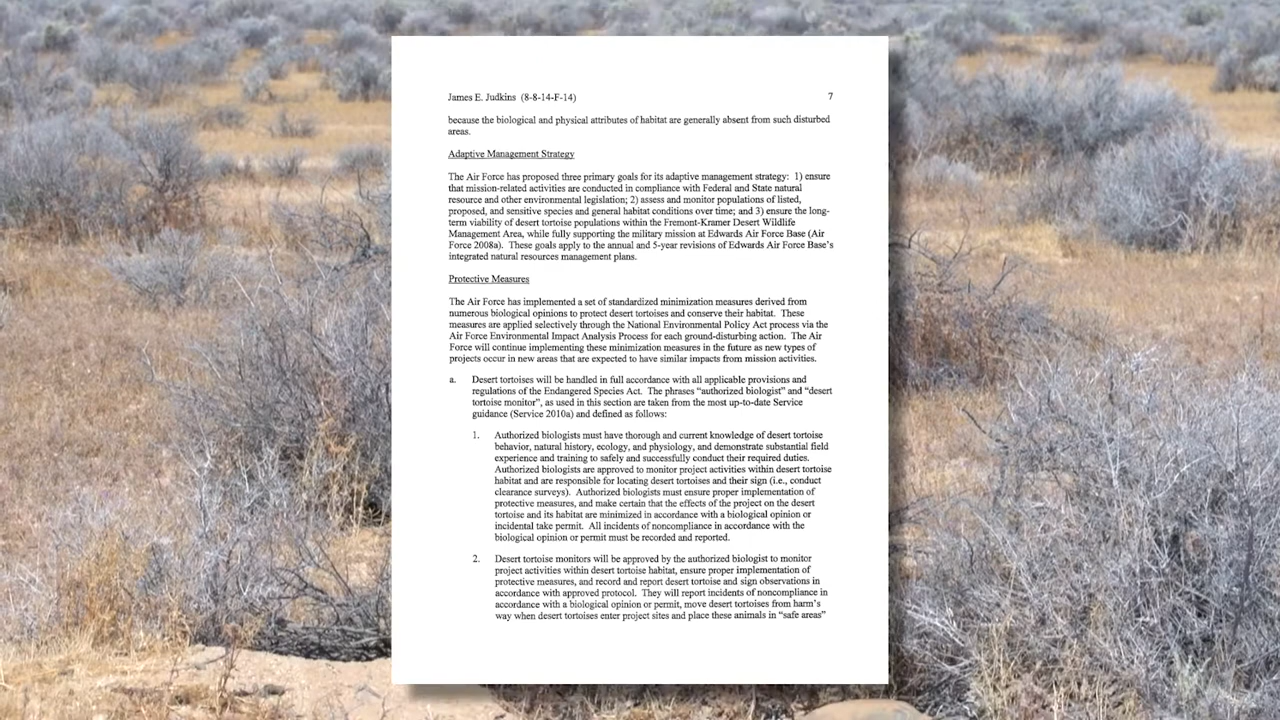 James E. Judkins (8-8-14-F-14) 7
because the biological and physical attributes of habitat are generally absent from such disturbed
areas.
Adaptive Management Strategy
The Air Force has proposed three primary goals for its adaptive management strategy: 1) ensure
that mission-related activities are conducted in compliance with Federal and State natural
resource and other environmental legislation; 2) assess and monitor populations of listed,
proposed, and sensitive species and general habitat conditions over time; and 3) ensure the long-
term viability of desert tortoise populations within the Fremont-Kramer Desert Wildlife
Management Area, while fully supporting the military mission at Edwards Air Force Base (Air
Force 2008a). These goals apply to the annual and 5-year revisions of Edwards Air Force Base's
integrated natural resources management plans.
Protective Measures
The Air Force has implemented a set of standardized minimization measures derived from
numerous biological opinions to protect desert tortoises and conserve their habitat. These
measures are applied selectively through the National Environmental Policy Act process via the
Air Force Environmental Impact Analysis Process for each ground-disturbing action. The Air
Force will continue implementing these minimization measures in the future as new types of
projects occur in new areas that are expected to have similar impacts from mission activities.
a. Desert tortoises will be handled in full accordance with all applicable provisions and
regulations of the Endangered Species Act. The phrases “authorized biologist” and “desert
tortoise monitor”, as used in this section are taken from the most up-to-date Service
guidance (Service 2010a) and defined as follows:
1. Authorized biologists must have thorough and current knowledge of desert tortoise
behavior, natural history, ecology, and physiology, and demonstrate substantial field
experience and training to safely and successfully conduct their required duties.
Authorized biologists are approved to monitor project activities within desert tortoise
habitat and are responsible for locating desert tortoises and their sign (i.e., conduct
clearance surveys). Authorized biologists must ensure proper implementation of
protective measures, and make certain that the effects of the project on the desert
tortoise and its habitat are minimized in accordance with a biological opinion or
incidental take permit. All incidents of noncompliance in accordance with the
biological opinion or permit must be recorded and reported.
2. Desert tortoise monitors will be approved by the authorized biologist to monitor
project activities within desert tortoise habitat, ensure proper implementation of
protective measures, and record and report desert tortoise and sign observations in
accordance with approved protocol. They will report incidents of noncompliance in
accordance with a biological opinion or permit, move desert tortoises from harm's
way when desert tortoises enter project sites and place these animals in “safe areas”